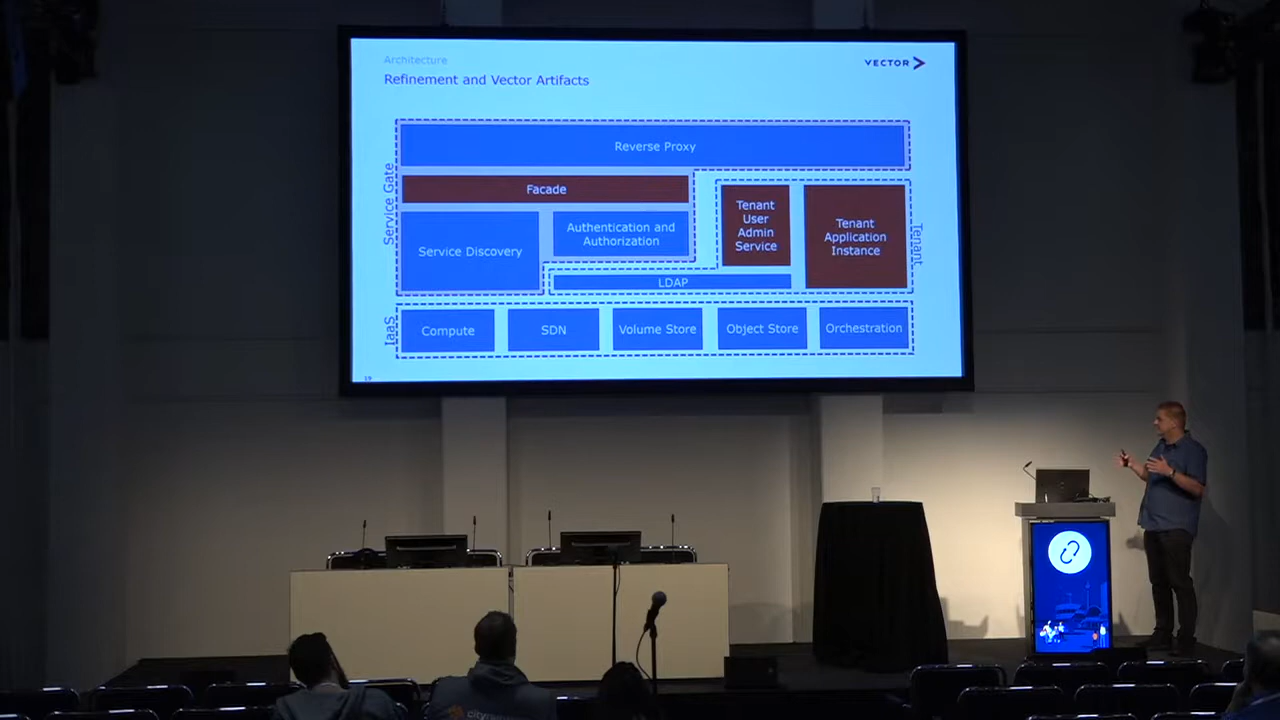 Architecture
Refinement and Vector Artifacts
VECTOR
Service Gate
Reverse Proxy
Facade
Service Discovery
Authentication and
Authorization
Tenant
User
Admin
Service
Tenant
Application
Instance
Tenant
LDAP
IaaS
Compute
SDN
Volume Store
Object Store
Orchestration
19